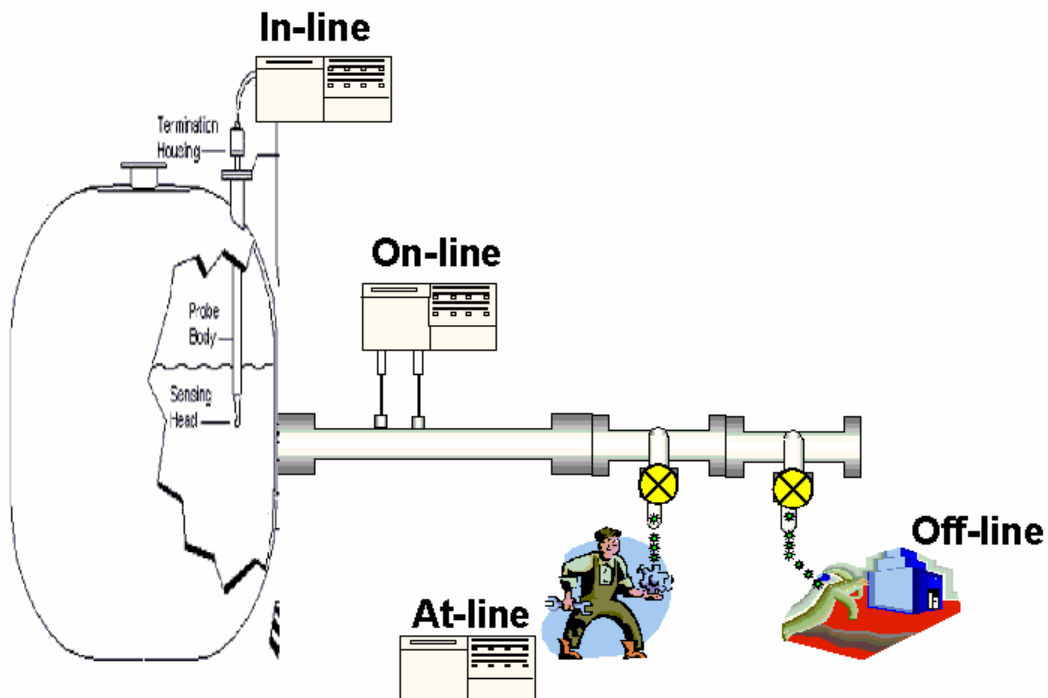 In-line
Termination
Housing
On-line
Probe
Body
Sensing
Head
Off-line
At-line